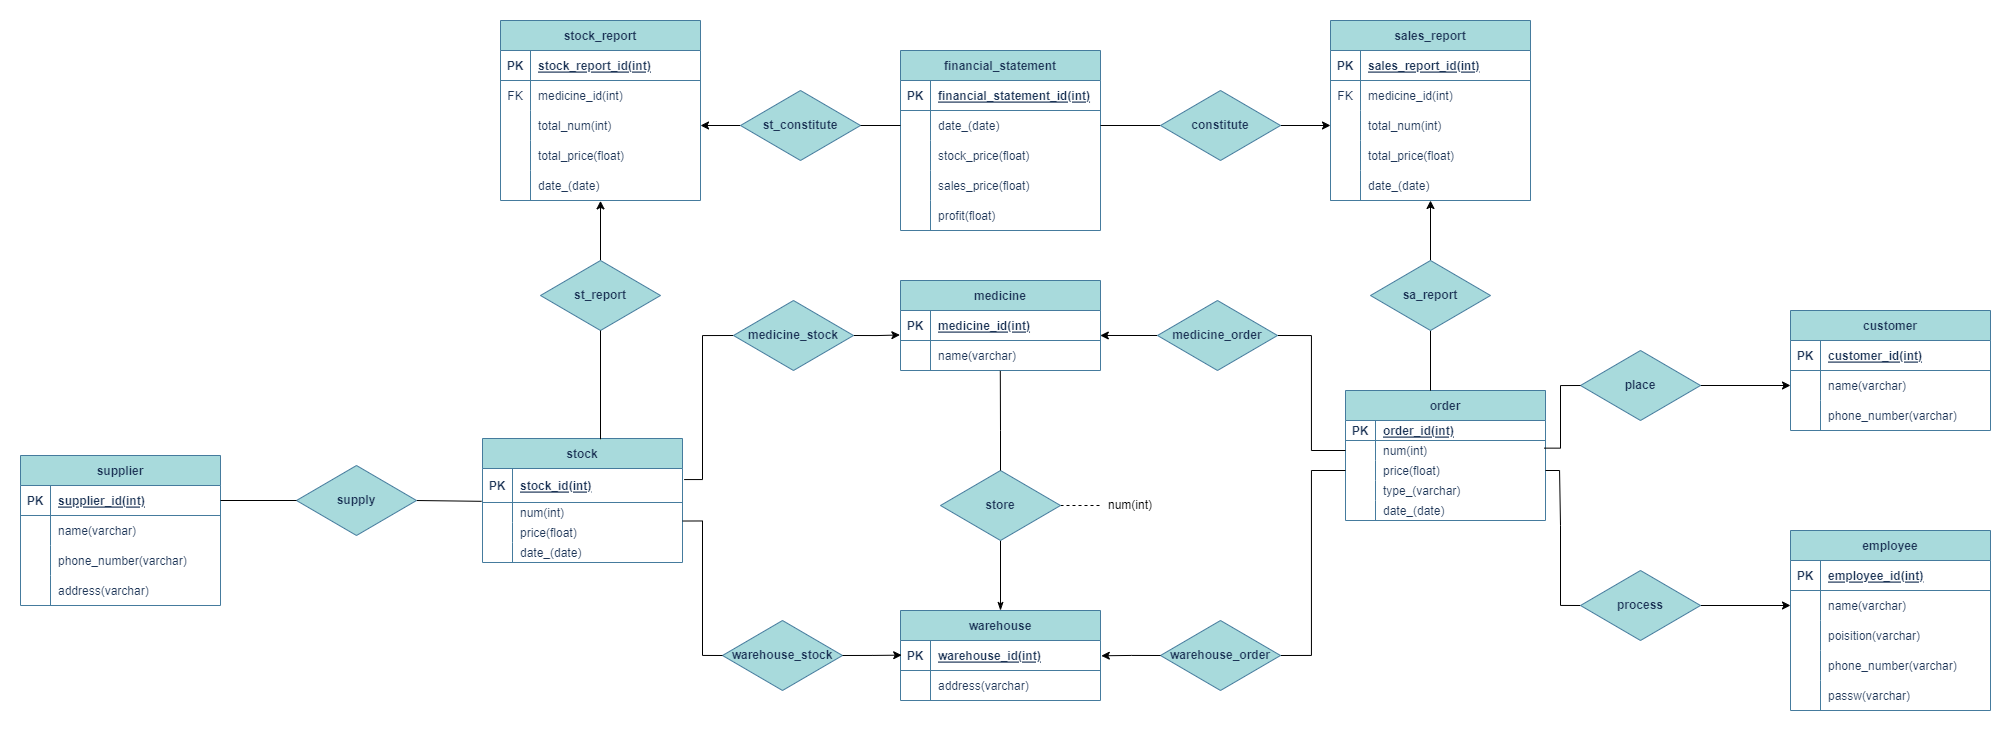 stock_report
PK stock_report_id(int)
FK medicine_id(int)
total_num(int)
total_price(float)
date_(date)
st_constitute
financial_statement
PK financial_statement_id(int)
date_(date)
stock_price(float)
sales_price(float)
profit(float)
constitute
sales_report
PK sales_report_id(int)
FK medicine_id(int)
total_num(int)
total_price(float)
date_(date)
st_report
medicine_stock
medicine
PK medicine_id(int)
name(varchar)
medicine_order
sa_report
place
customer
PK customer_id(int)
name(varchar)
phone_number(varchar)
supplier
PK supplier_id(int)
name(varchar)
phone_number(varchar)
address(varchar)
supply
stock
PK stock_id(int)
num(int)
price(float)
date_(date)
store
num(int)
order
PK order_id(int)
num(int)
price(float)
type_(varchar)
date_(date)
warehouse_stock
warehouse
PK warehouse_id(int)
address(varchar)
warehouse_order
process
employee
PK employee_id(int)
name(varchar)
poisition(varchar)
phone_number(varchar)
passw(varchar)